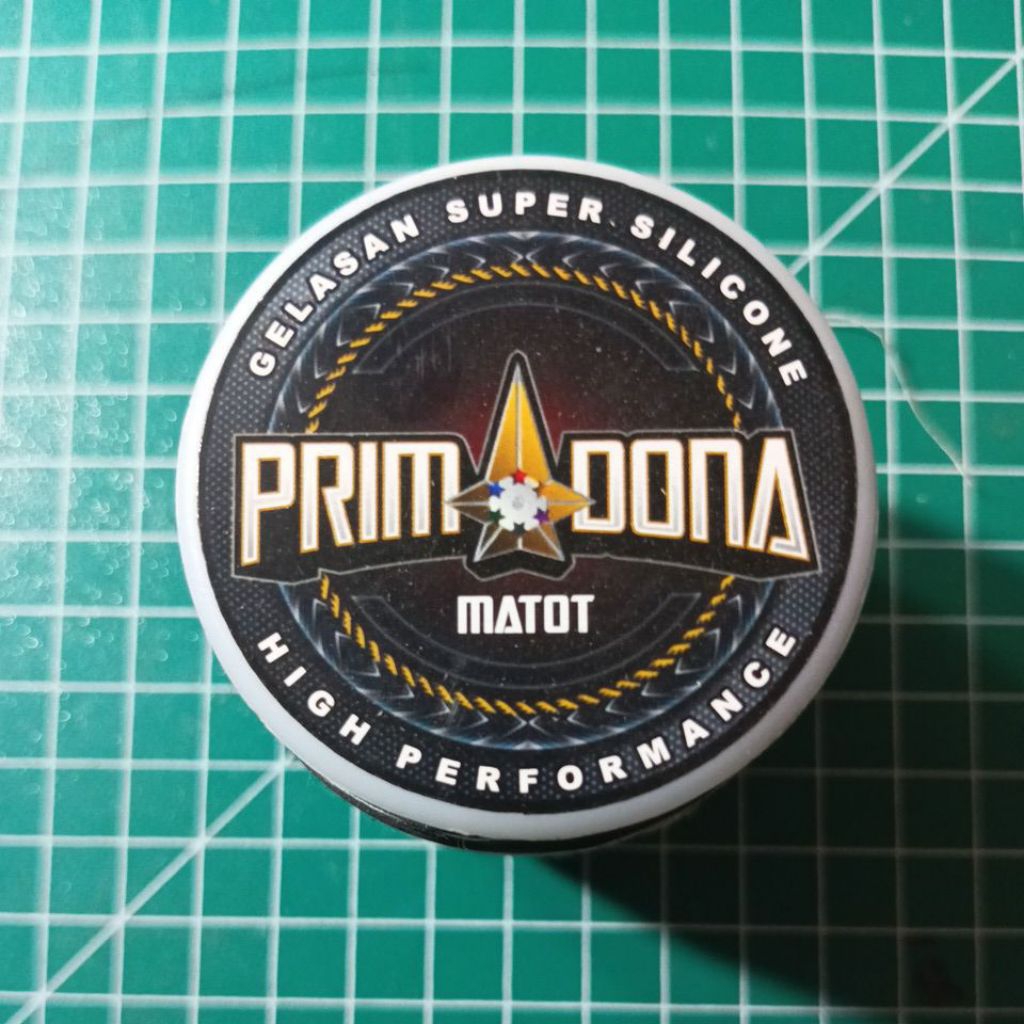 GELASAN SUPER SILICONE
PRIMADONA
MATOT
HIGH PERFORMANCE